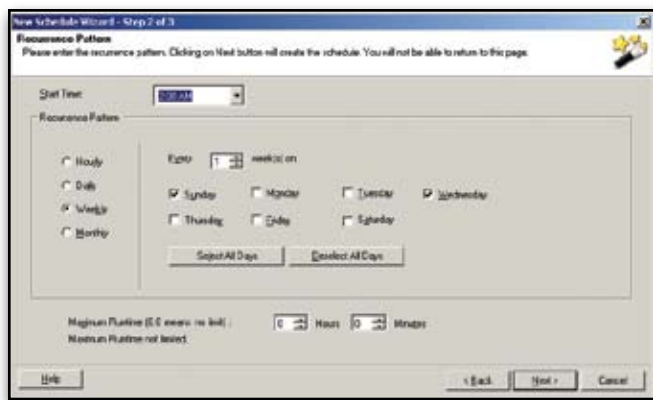 New Schedule Wizard - Step 2 of 3
Recurrence Pattern
Please enter the recurrence pattern. Clicking on Next button will create the schedule. You will not be able to return to this page.
Start Time:
2:00 AM
Recurrence Pattern
Hourly
Daily
Weekly
Monthly
Every 1 week(s) on
Sunday Monday Tuesday Wednesday
Thursday Friday Saturday
Select All Days Deselect All Days
Maximum Runtime (0:0 means no limit) : 0 Hours 0 Minutes
Maximum Runtime not limited.
Help < Back Next > Cancel